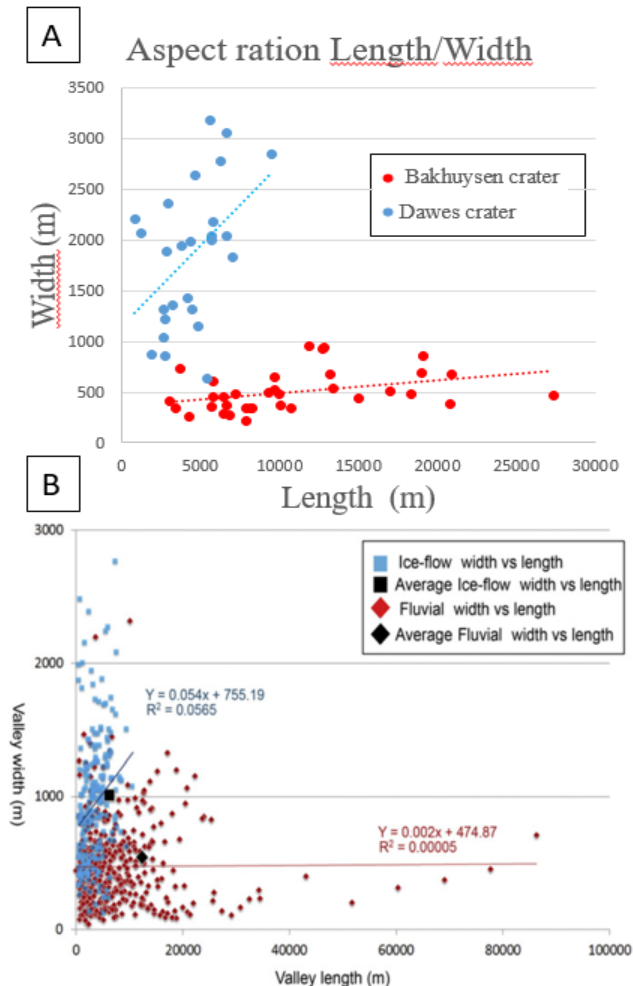 A
Aspect ration Length/Width
3500
3000
2500
2000
1500
1000
500
0
Width (m)
Bakhuysen crater
Dawes crater
0 5000 10000 15000 20000 25000 30000
Length (m)
B
3000
2000
1000
0
Valley width (m)
Ice-flow width vs length
Average Ice-flow width vs length
Fluvial width vs length
Average Fluvial width vs length
Y = 0.054x + 755.19
R² = 0.0565
Y = 0.002x + 474.87
R² = 0.00005
0 20000 40000 60000 80000 100000
Valley length (m)